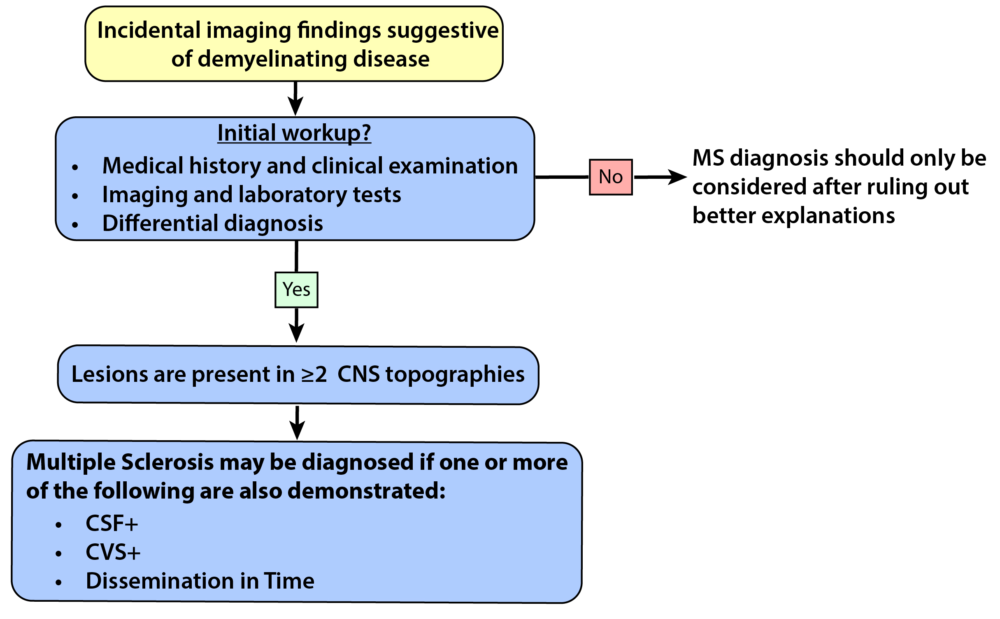 Incidental imaging findings suggestive
of demyelinating disease
Initial workup?
• Medical history and clinical examination
• Imaging and laboratory tests
• Differential diagnosis
No
MS diagnosis should only be
considered after ruling out
better explanations
Yes
Lesions are present in ≥2 CNS topographies
Multiple Sclerosis may be diagnosed if one or more
of the following are also demonstrated:
• CSF+
• CVS+
• Dissemination in Time